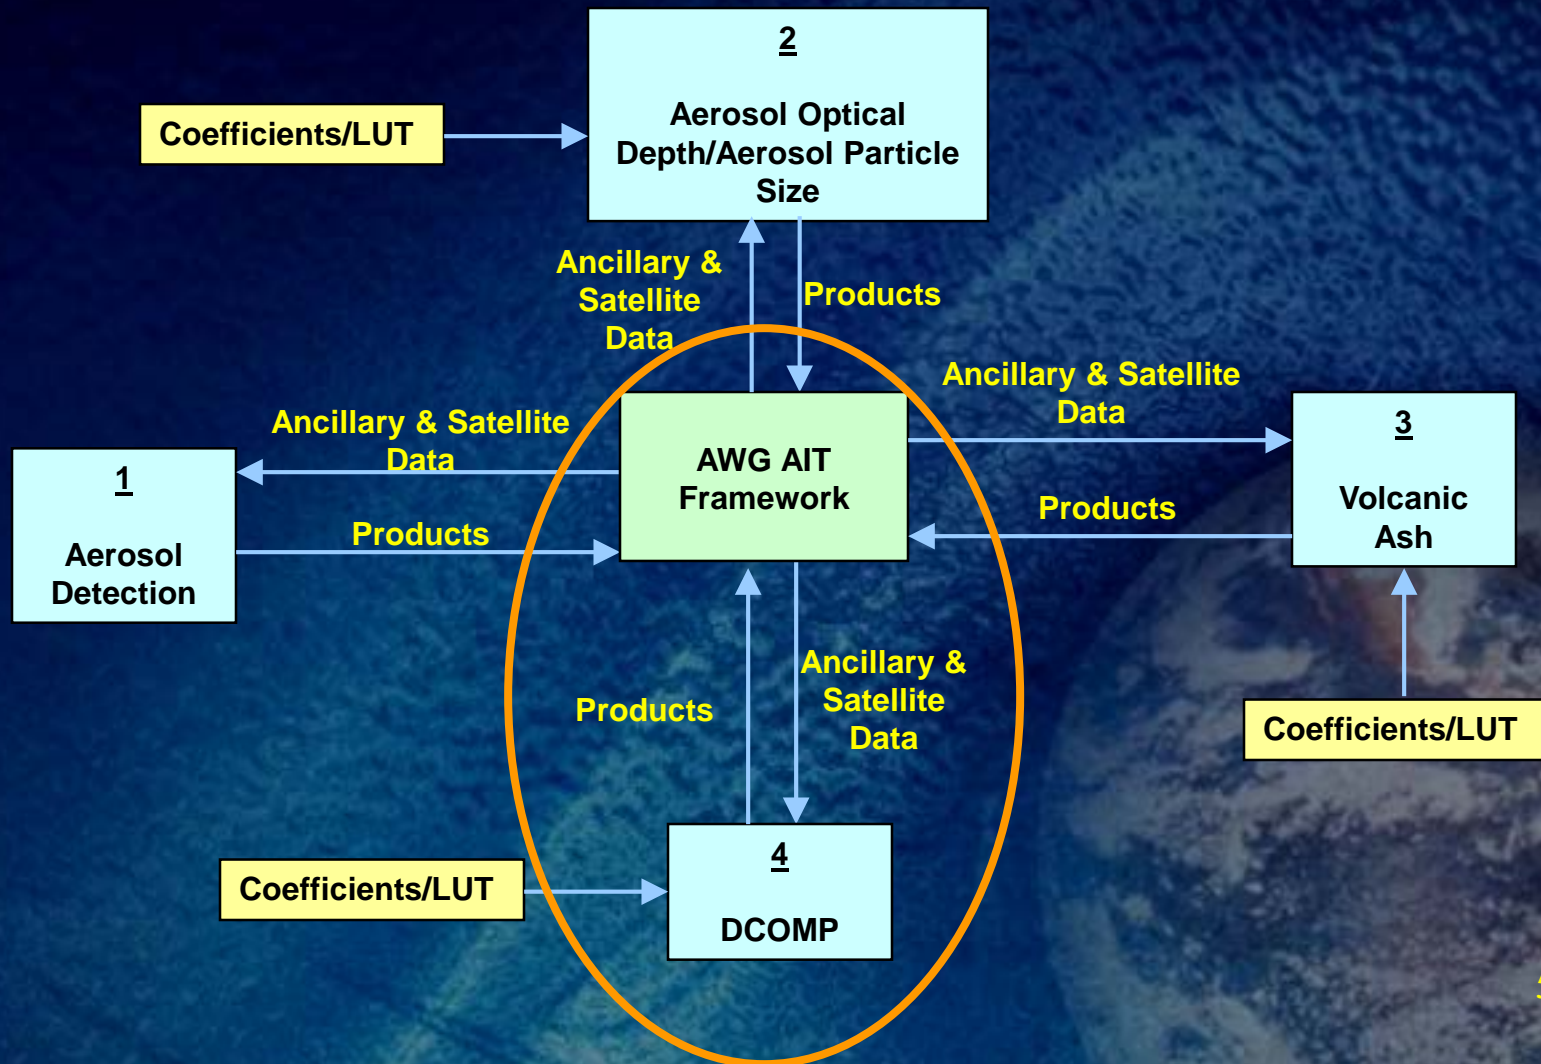 2
Aerosol Optical
Depth/Aerosol Particle
Size
Coefficients/LUT
Ancillary &
Satellite
Data
Products
Ancillary & Satellite
Data
Ancillary & Satellite
Data
1
Aerosol
Detection
AWG AIT
Framework
3
Volcanic
Ash
Products
Products
Products
Ancillary &
Satellite
Data
Coefficients/LUT
Coefficients/LUT
4
DCOMP